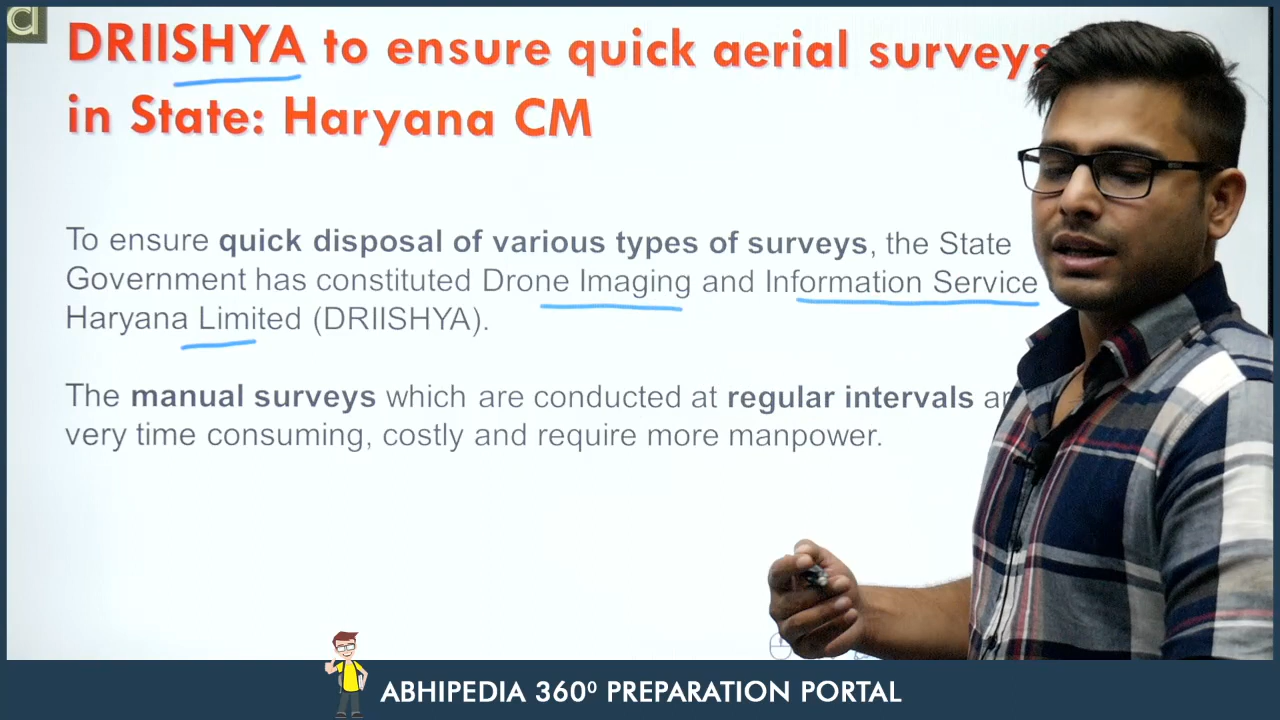 d
DRIISHYA to ensure quick aerial surveys
in State: Haryana CM
To ensure quick disposal of various types of surveys, the State
Government has constituted Drone Imaging and Information Service
Haryana Limited (DRIISHYA).
The manual surveys which are conducted at regular intervals
very time consuming, costly and require more manpower.
ABHIPEDIA 360⁰ PREPARATION PORTAL